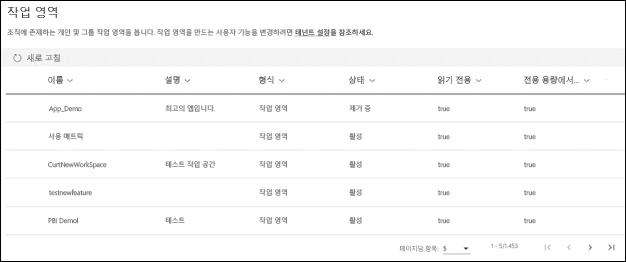 작업 영역
조직에 존재하는 개인 및 그룹 작업 영역을 봅니다. 작업 영역을 만드는 사용자 기능을 변경하려면 테넌트 설정을 참조하세요.
새로 고침
이름 설명 형식 상태 읽기 전용 전용 용량에서...
App_Demo 최고의 앱입니다. 작업 영역 제거 중 true true
사용 메트릭 작업 영역 활성 true true
CurtNewWorkSpace 테스트 작업 공간 작업 영역 활성 true true
testnewfeature 작업 영역 활성 true true
PBI Demol 테스트 작업 영역 활성 true true
페이지당 항목: 5 1 - 5/1453